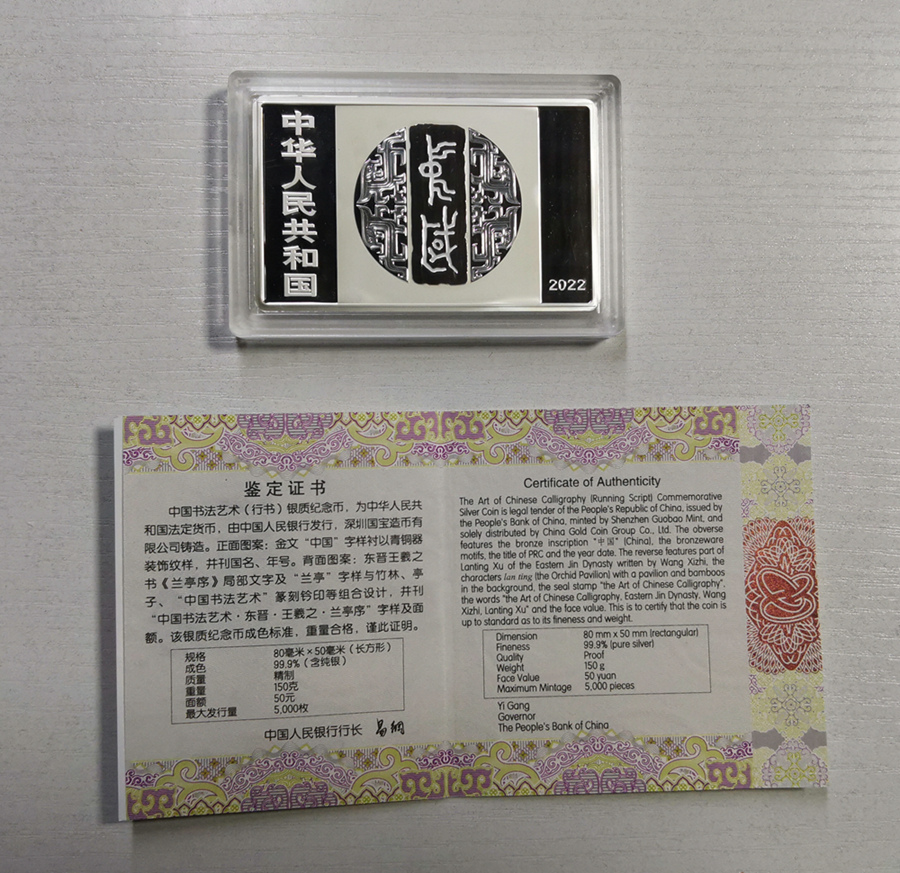 中华人民共和国
中国
2022
鉴定证书
中国书法艺术（行书）银质纪念币，为中华人民共
和国法定货币，由中国人民银行发行，深圳国宝造币有
限公司铸造。正面图案：金文“中国”字样衬以青铜器
装饰纹样，并刊国名、年号。背面图案：东晋王羲之
书《兰亭序》局部文字及“兰亭”字样与竹林、亭
子、“中国书法艺术”篆刻钤印等组合设计，并刊
“中国书法艺术·东晋·王羲之·兰亭序”字样及面
额。该银质纪念币成色标准，重量合格，谨此证明。
规格 80毫米×50毫米（长方形）
成色 99.9%（含纯银）
质量 精制
重量 150克
面额 50元
最大发行量 5,000枚
中国人民银行行长 易纲
Certificate of Authenticity
The Art of Chinese Calligraphy (Running Script) Commemorative
Silver Coin is legal tender of the People's Republic of China, issued by
the People's Bank of China, minted by Shenzhen Guobao Mint, and
solely distributed by China Gold Coin Group Co., Ltd. The obverse
features the bronze inscription "中国" (China), the bronzeware
motifs, the title of PRC and the year date. The reverse features part of
Lanting Xu of the Eastern Jin Dynasty written by Wang Xizhi, the
characters lan ting (the Orchid Pavilion) with a pavilion and bamboos
in the background, the seal stamp "the Art of Chinese Calligraphy",
the words "the Art of Chinese Calligraphy, Eastern Jin Dynasty, Wang
Xizhi, Lanting Xu" and the face value. This is to certify that the coin is
up to standard as to its fineness and weight.
Dimension 80 mm x 50 mm (rectangular)
Fineness 99.9% (pure silver)
Quality Proof
Weight 150 g
Face Value 50 yuan
Maximum Mintage 5,000 pieces
Yi Gang
Governor
The People's Bank of China